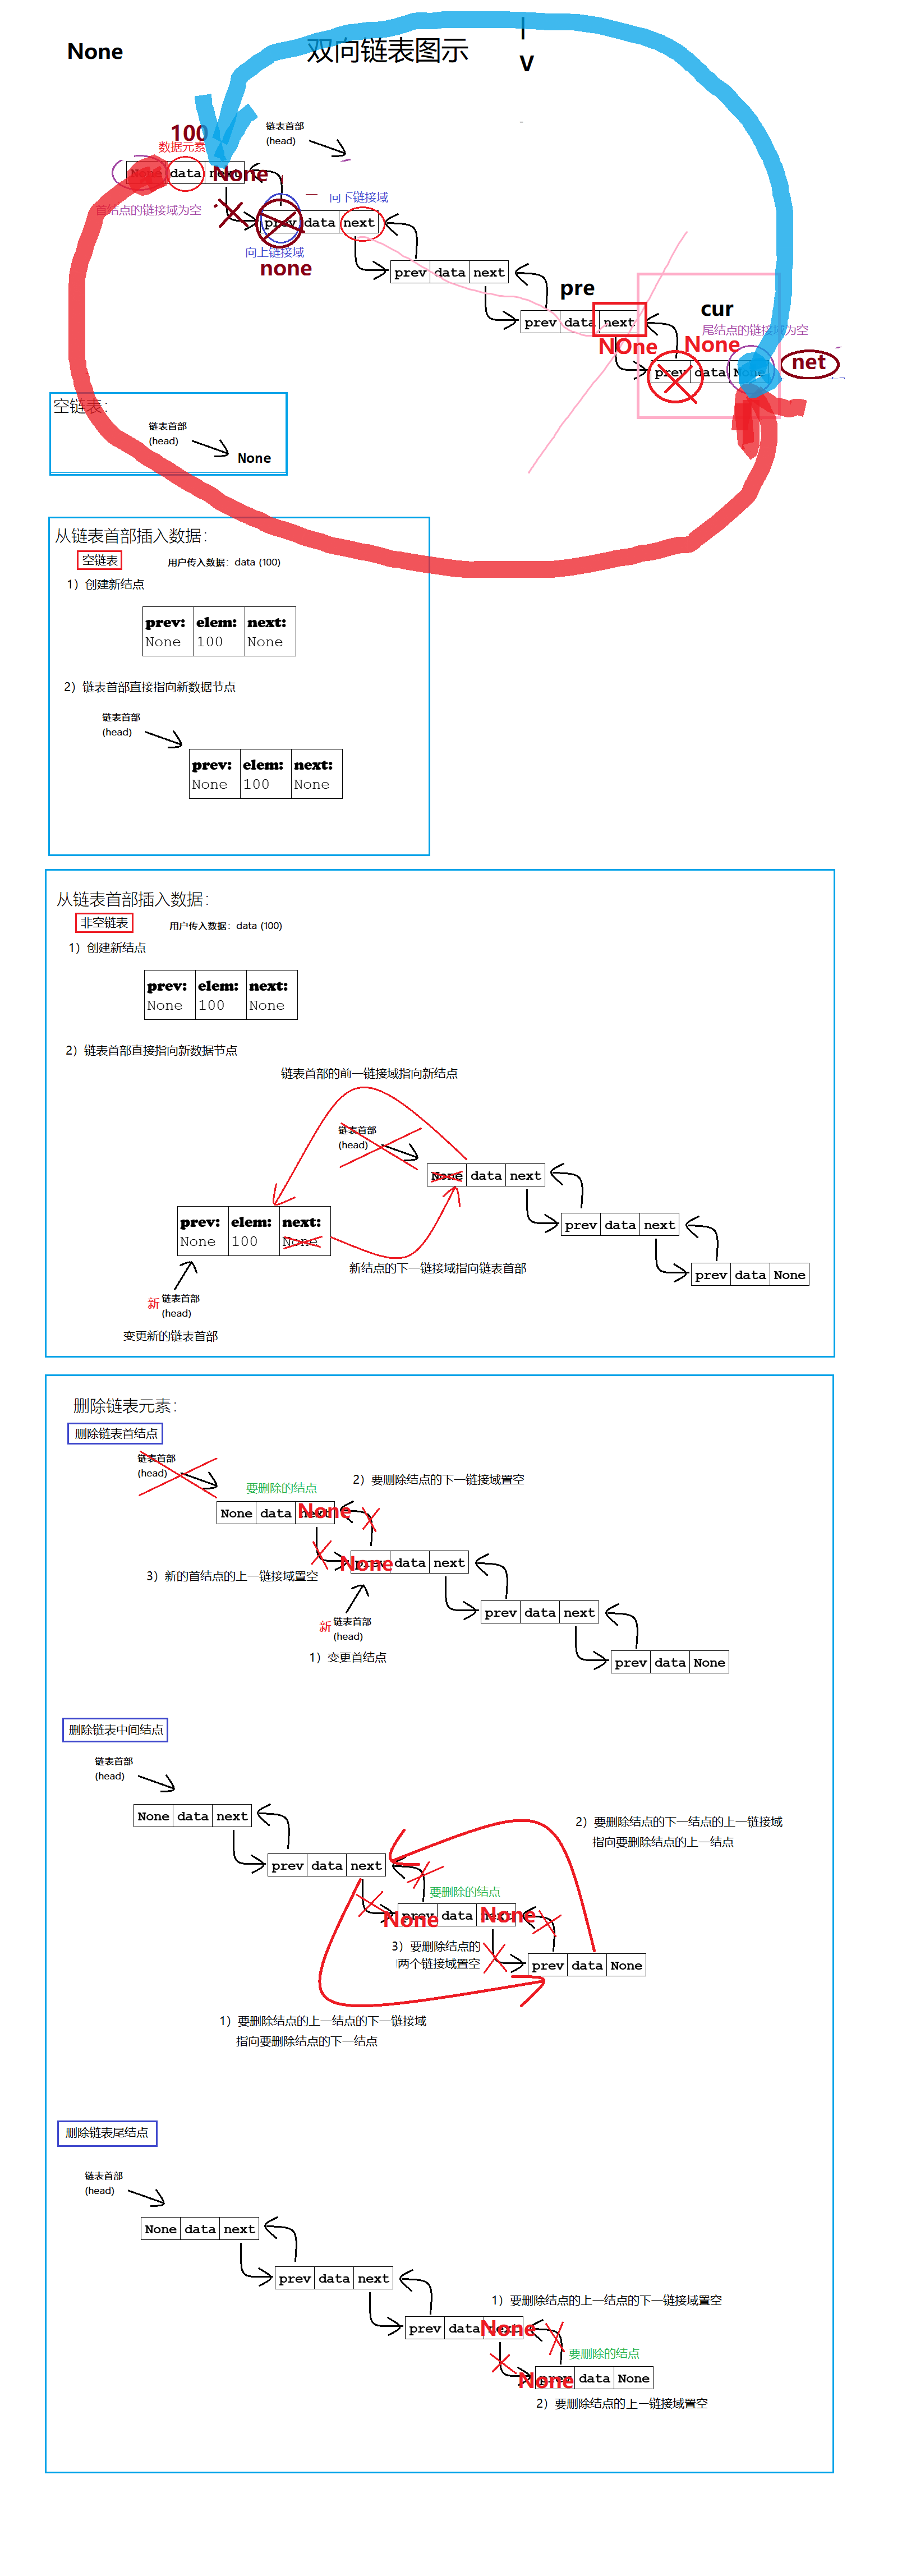 None
双向链表图示
V
100
链表首部
(head)
数据元素
data
None
首结点的链接域为空
向下链接域
prev data next
向上链接域
none
prev data next
pre
prev data next
cur
尾结点的链接域为空
NOne
None
prev data None
net
空链表:
链表首部
(head)
None
从链表首部插入数据:
空链表
用户传入数据: data (100)
1）创建新结点
prev: elem: next:
None 100 None
2）链表首部直接指向新数据节点
链表首部
(head)
prev: elem: next:
None 100 None
从链表首部插入数据:
非空链表
用户传入数据: data (100)
1）创建新结点
prev: elem: next:
None 100 None
2）链表首部直接指向新数据节点
链表首部的前一链接域指向新结点
链表首部
(head)
None data next
prev: elem: next:
None 100 None
prev data next
新结点的下一链接域指向链表首部
prev data None
新 链表首部
(head)
变更新的链表首部
删除链表元素:
删除链表首结点
链表首部
(head)
2）要删除结点的下一链接域置空
要删除的结点
None data next
None
prev data next
None
3）新的首结点的上一链接域置空
prev data next
新 链表首部
(head)
1）变更首结点
prev data None
删除链表中间结点
链表首部
(head)
None data next
2）要删除结点的下一结点的上一链接域
指向要删除结点的上一结点
prev data next
要删除的结点
prev data next
None None
3）要删除结点的
两个链接域置空
prev data None
1）要删除结点的上一结点的下一链接域
指向要删除结点的下一结点
删除链表尾结点
链表首部
(head)
None data next
prev data next
1）要删除结点的上一结点的下一链接域置空
prev data next
None
要删除的结点
prev data None
None
2）要删除结点的上一链接域置空